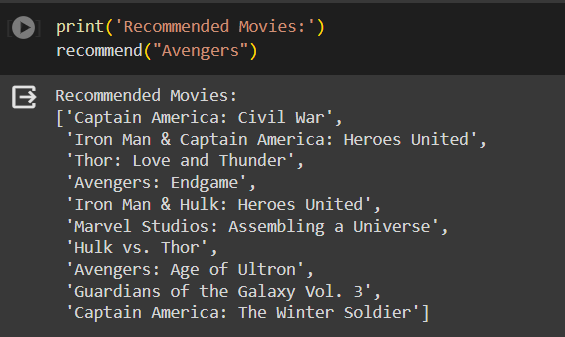 print('Recommended Movies:')
recommend("Avengers")
Recommended Movies:
['Captain America: Civil War',
 'Iron Man & Captain America: Heroes United',
 'Thor: Love and Thunder',
 'Avengers: Endgame',
 'Iron Man & Hulk: Heroes United',
 'Marvel Studios: Assembling a Universe',
 'Hulk vs. Thor',
 'Avengers: Age of Ultron',
 'Guardians of the Galaxy Vol. 3',
 'Captain America: The Winter Soldier']